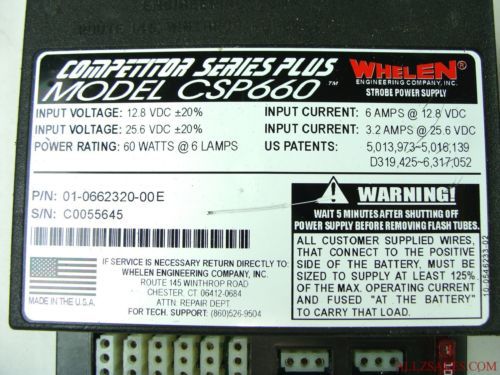 COMPETITOR SERIES PLUS
MODEL CSP660 ™
WHELEN®
ENGINEERING COMPANY, INC.
STROBE POWER SUPPLY
INPUT VOLTAGE: 12.8 VDC ±20%
INPUT VOLTAGE: 25.6 VDC ±20%
POWER RATING: 60 WATTS @ 6 LAMPS
INPUT CURRENT: 6 AMPS @ 12.8 VDC
INPUT CURRENT: 3.2 AMPS @ 25.6 VDC
US PATENTS: 5,013,973~5,016,139
D319,425~6,317,052
P/N: 01-0662320-00E
S/N: C0055645
WARNING!
WAIT 5 MINUTES AFTER SHUTTING OFF
POWER SUPPLY BEFORE REMOVING FLASH TUBES.
ALL CUSTOMER SUPPLIED WIRES,
THAT CONNECT TO THE POSITIVE
SIDE OF THE BATTERY, MUST BE
SIZED TO SUPPLY AT LEAST 125%
OF THE MAX. OPERATING CURRENT
AND FUSED "AT THE BATTERY"
TO CARRY THAT LOAD.
MADE IN THE U.S.A.
IF SERVICE IS NECESSARY RETURN DIRECTLY TO:
WHELEN ENGINEERING COMPANY, INC.
ROUTE 145 WINTHROP ROAD
CHESTER, CT 06412-0684
ATTN: REPAIR DEPT.
FOR TECH. SUPPORT: (860)526-9504
ALLZSALES.COM